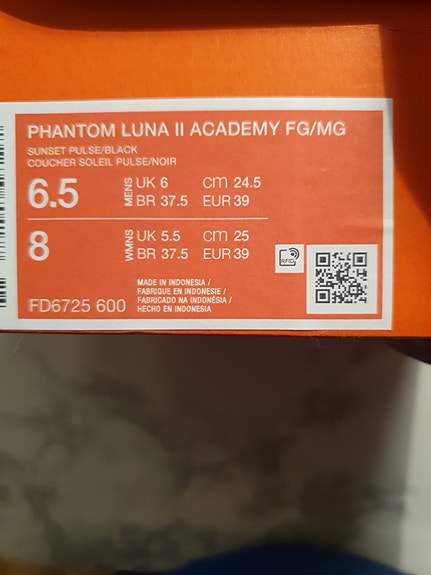 PHANTOM LUNA II ACADEMY FG/MG
SUNSET PULSE/BLACK
COUCHER SOLEIL PULSE/NOIR
6.5 MENS UK 6 cm 24.5
BR 37.5 EUR 39
8 WMNS UK 5.5 cm 25
BR 37.5 EUR 39
RFID
FD6725 600
MADE IN INDONESIA /
FABRIQUE EN INDONESIE /
FABRICADO NA INDONÉSIA /
HECHO EN INDONESIA